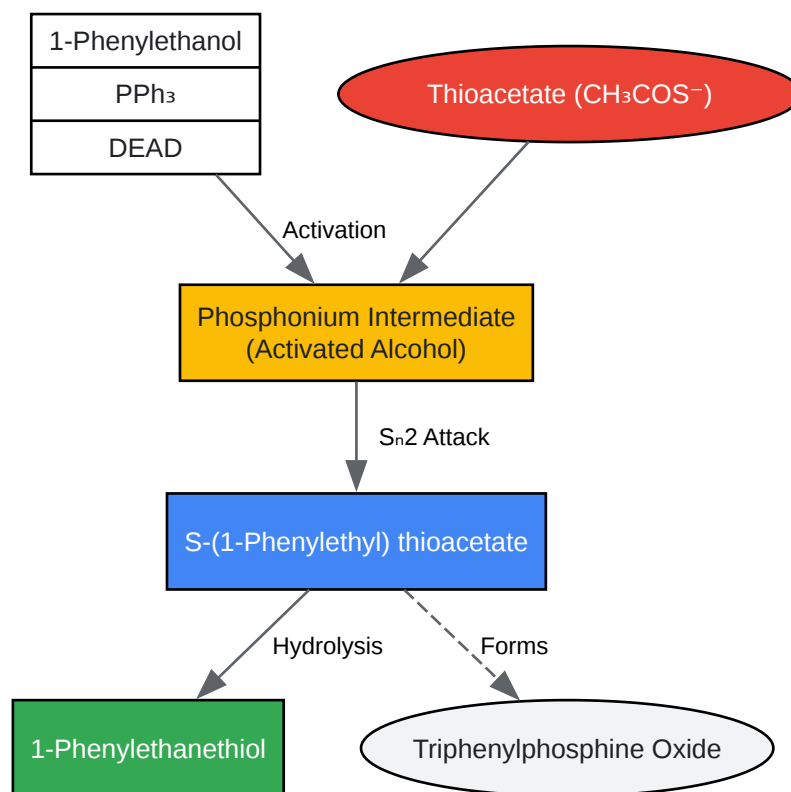 1-Phenylethanol
PPh₃
DEAD
Thioacetate (CH₃COS⁻)
Activation
Phosphonium Intermediate
(Activated Alcohol)
Sₙ2 Attack
S-(1-Phenylethyl) thioacetate
Hydrolysis
Forms
1-Phenylethanethiol
Triphenylphosphine Oxide